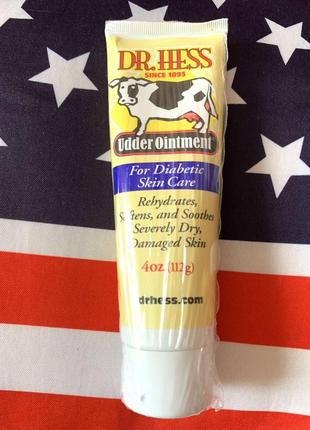 DR. HESS
SINCE 1895
Udder Ointment
For Diabetic
Skin Care
Rehydrates,
Softens, and Soothes
Severely Dry,
Damaged Skin
4oz (112g)
drhess.com